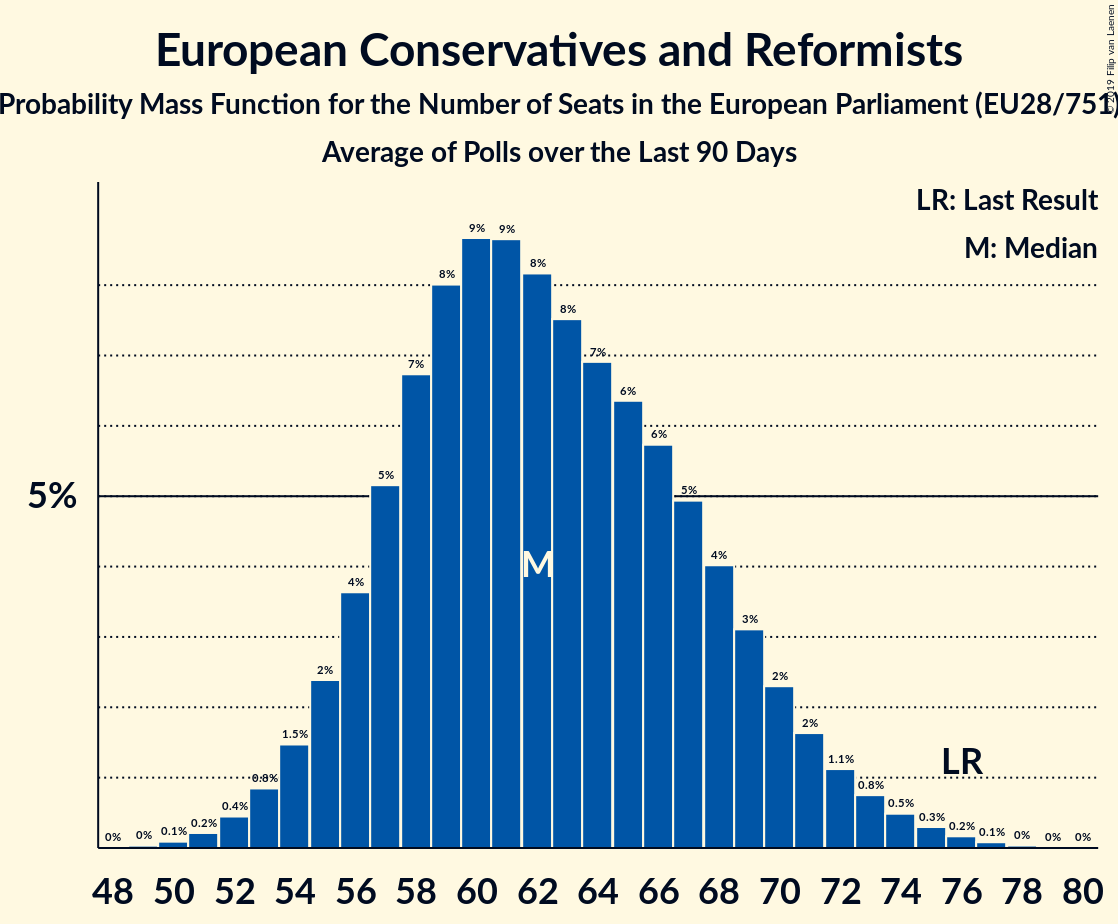 European Conservatives and Reformists
Probability Mass Function for the Number of Seats in the European Parliament (EU28/751)
Average of Polls over the Last 90 Days
© 2019 Filip van Laenen
LR: Last Result
M: Median
9% 9%
8% 8%
8%
7% 7%
6%
6%
5% 5%
5%
4% 4%
M
3%
2% 2%
2%
1.5%
1.1%
LR
0.8% 0.8%
0.4% 0.5%
0% 0% 0.1% 0.2% 0.3% 0.2% 0.1% 0% 0% 0%
48 50 52 54 56 58 60 62 64 66 68 70 72 74 76 78 80